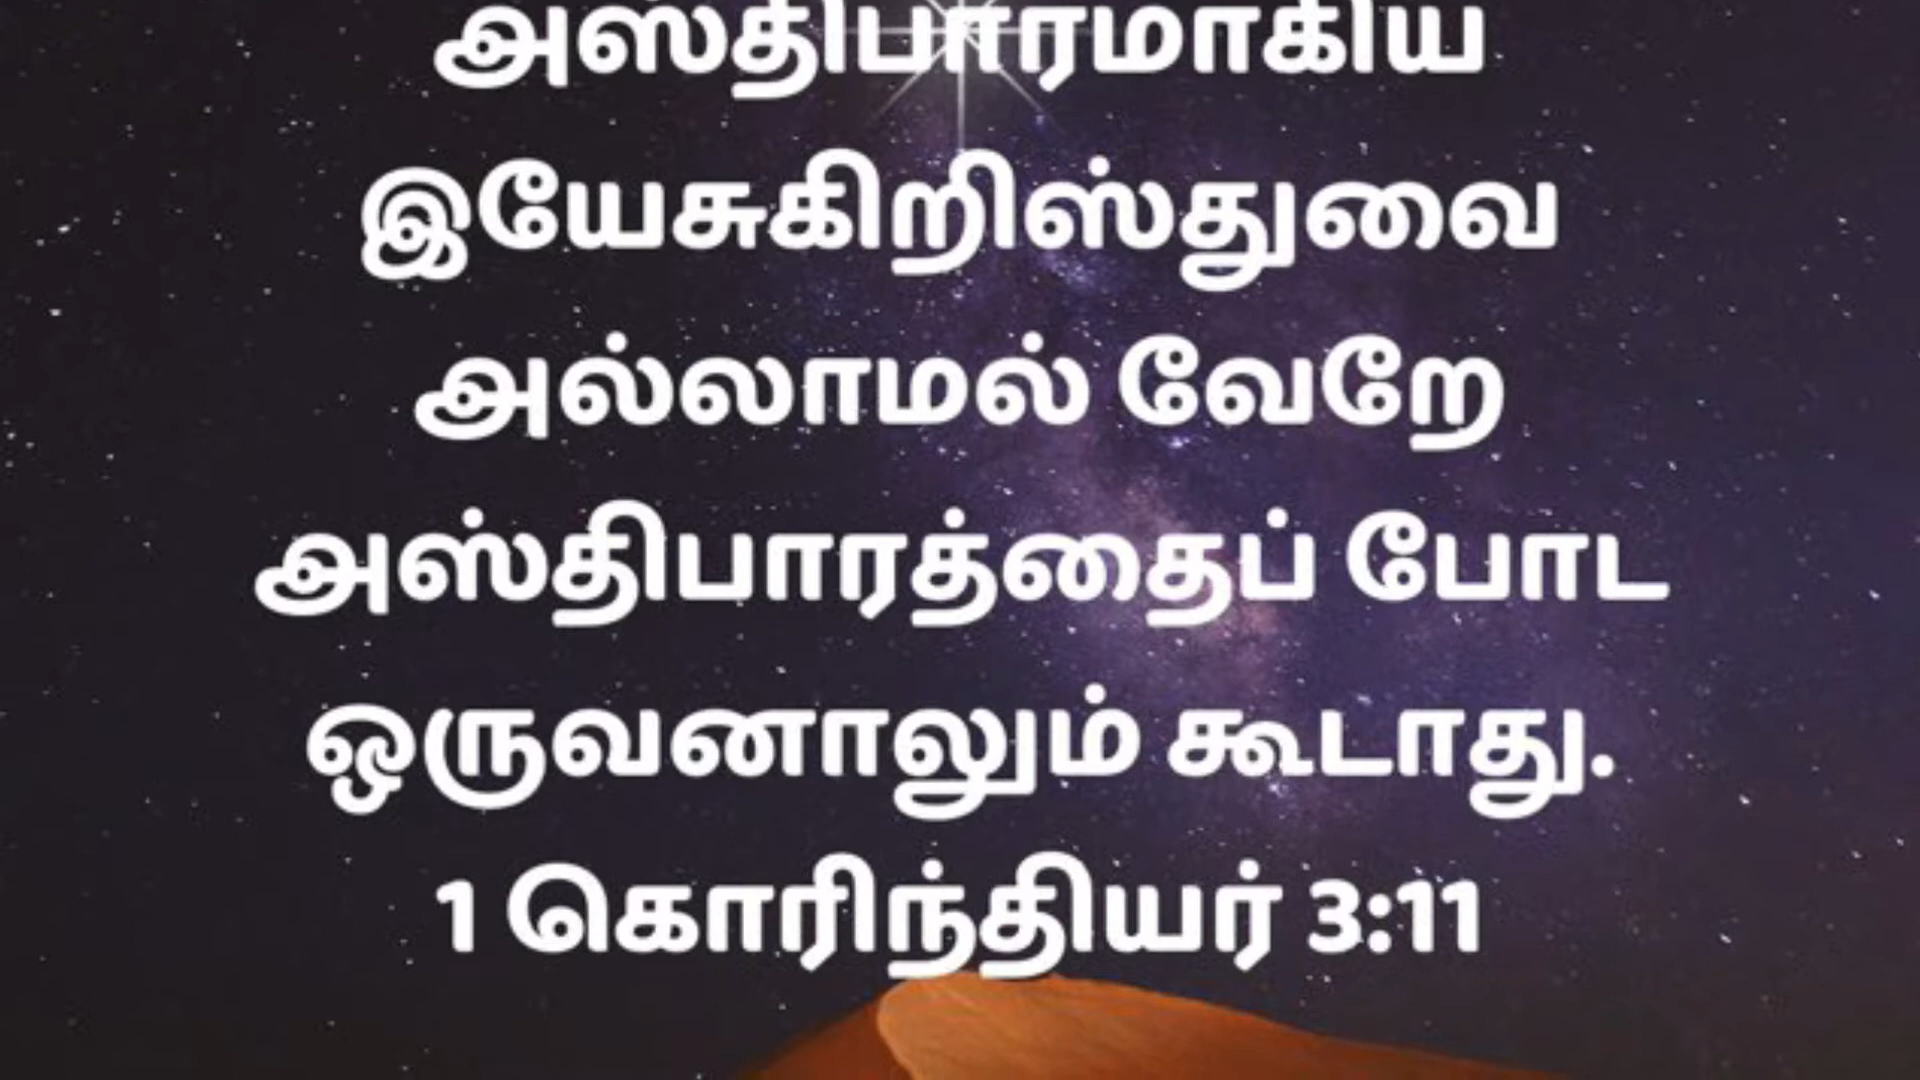 அஸ்திபாரமாகிய
இயேசுகிறிஸ்துவை
அல்லாமல் வேறே
அஸ்திபாரத்தைப் போட
ஒருவனாலும் கூடாது.
1 கொரிந்தியர் 3:11